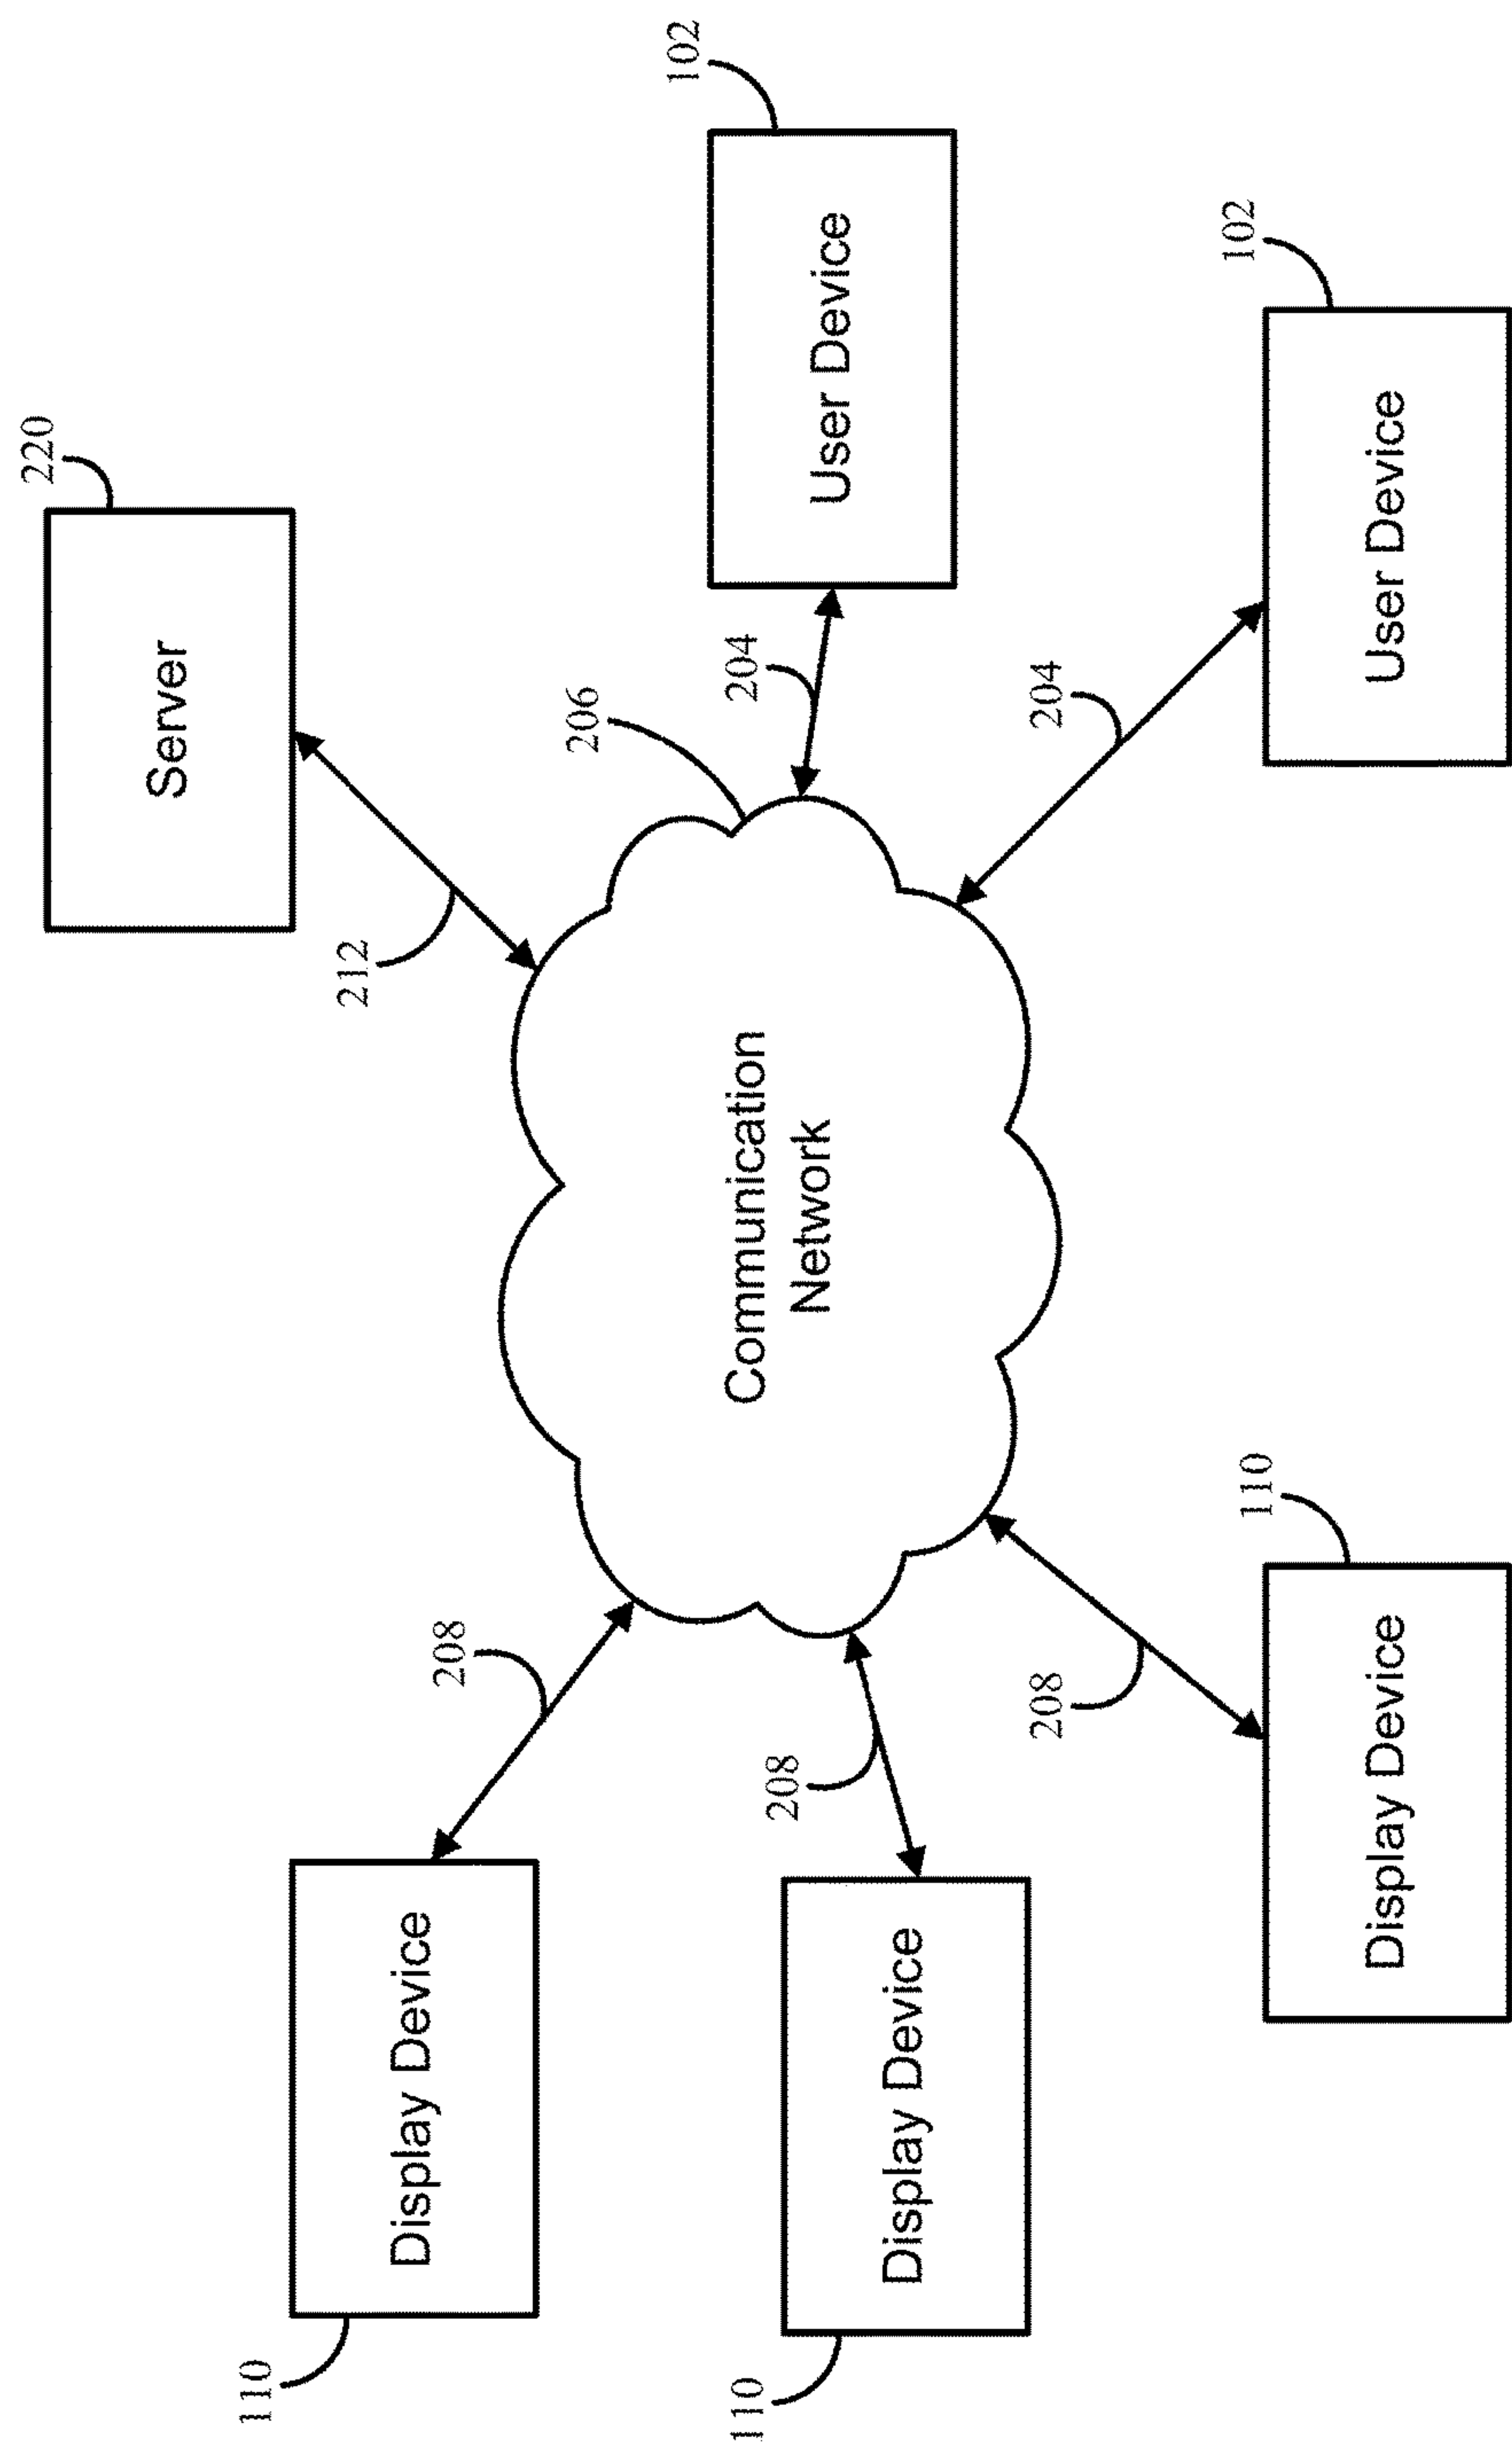 220
Server
110
212
Display Device
208
206
102
204
Communication
Network
110
208
User Device
Display Device
208
204
110
102
Display Device
User Device